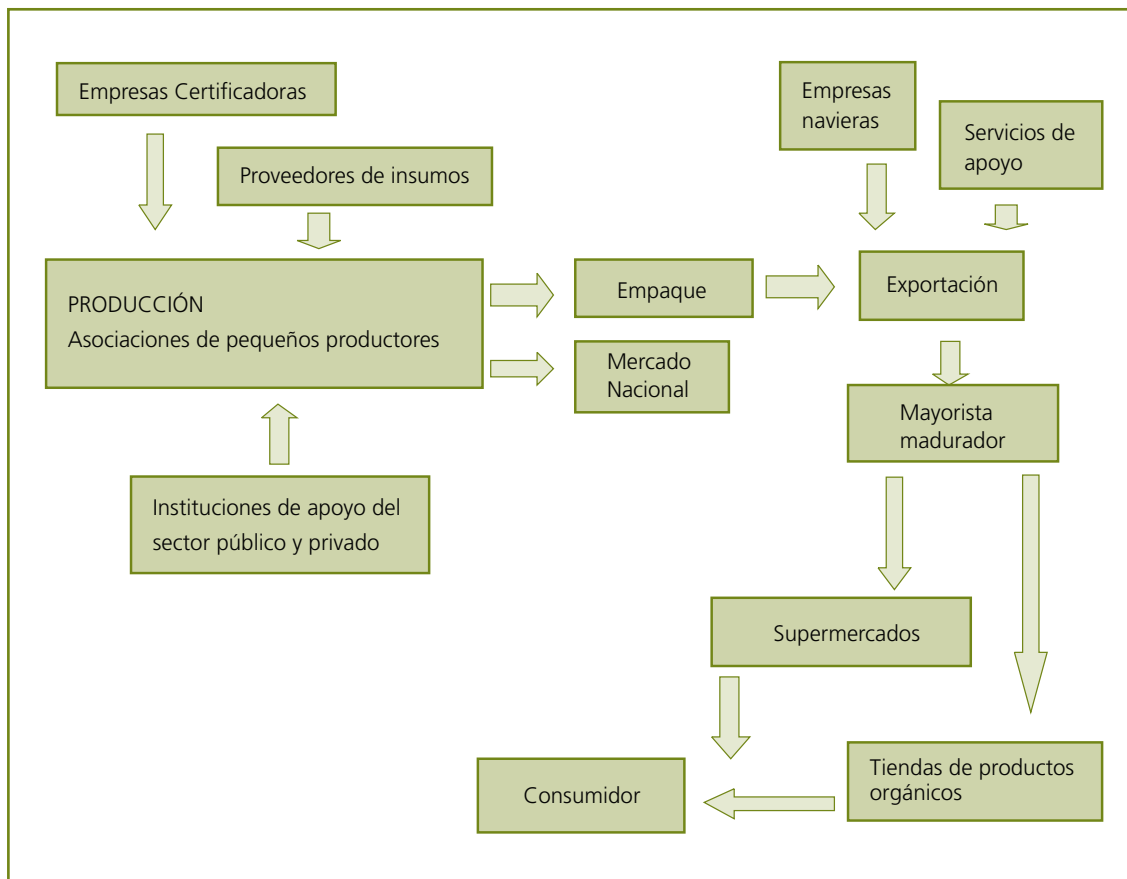 Empresas Certificadoras
Proveedores de insumos
Empresas
navieras
Servicios de
apoyo
PRODUCCIÓN
Asociaciones de pequeños productores
Empaque
Exportación
Mercado
Nacional
Mayorista
madurador
Instituciones de apoyo del
sector público y privado
Supermercados
Tiendas de productos
orgánicos
Consumidor